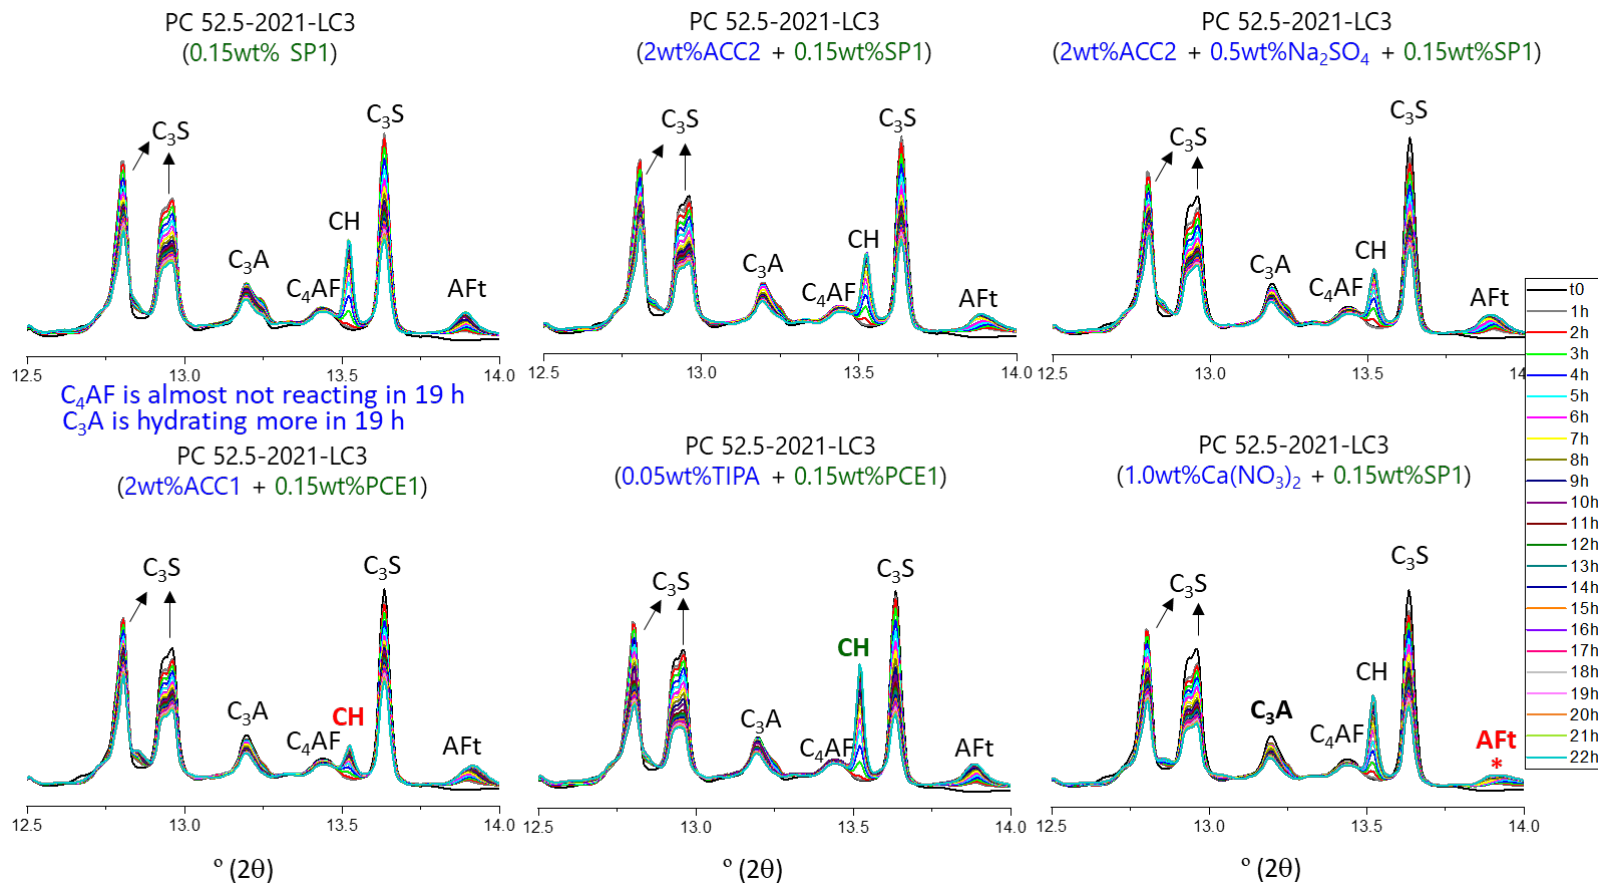 PC 52.5-2021-LC3
(0.15wt% SP1)
C₃S
C₃A
C₄AF
CH
C₃S
AFt
12.5 13.0 13.5 14.0
PC 52.5-2021-LC3
(2wt%ACC2 + 0.15wt%SP1)
C₃S
C₃A
C₄AF
CH
C₃S
AFt
12.5 13.0 13.5 14.0
PC 52.5-2021-LC3
(2wt%ACC2 + 0.5wt%Na₂SO₄ + 0.15wt%SP1)
C₃S
C₃A
C₄AF
CH
C₃S
AFt
12.5 13.0 13.5 14.0
C₄AF is almost not reacting in 19 h
C₃A is hydrating more in 19 h
PC 52.5-2021-LC3
(2wt%ACC1 + 0.15wt%PCE1)
C₃S
C₃A
C₄AF
CH
C₃S
AFt
12.5 13.0 13.5 14.0
º (2θ)
PC 52.5-2021-LC3
(0.05wt%TIPA + 0.15wt%PCE1)
C₃S
C₃A
C₄AF
CH
C₃S
AFt
12.5 13.0 13.5 14.0
PC 52.5-2021-LC3
(1.0wt%Ca(NO₃)₂ + 0.15wt%SP1)
C₃S
C₃A
C₄AF
CH
C₃S
AFt
*
12.5 13.0 13.5 14.0
º (2θ)
t0
1h
2h
3h
4h
5h
6h
7h
8h
9h
10h
11h
12h
13h
14h
15h
16h
17h
18h
19h
20h
21h
22h